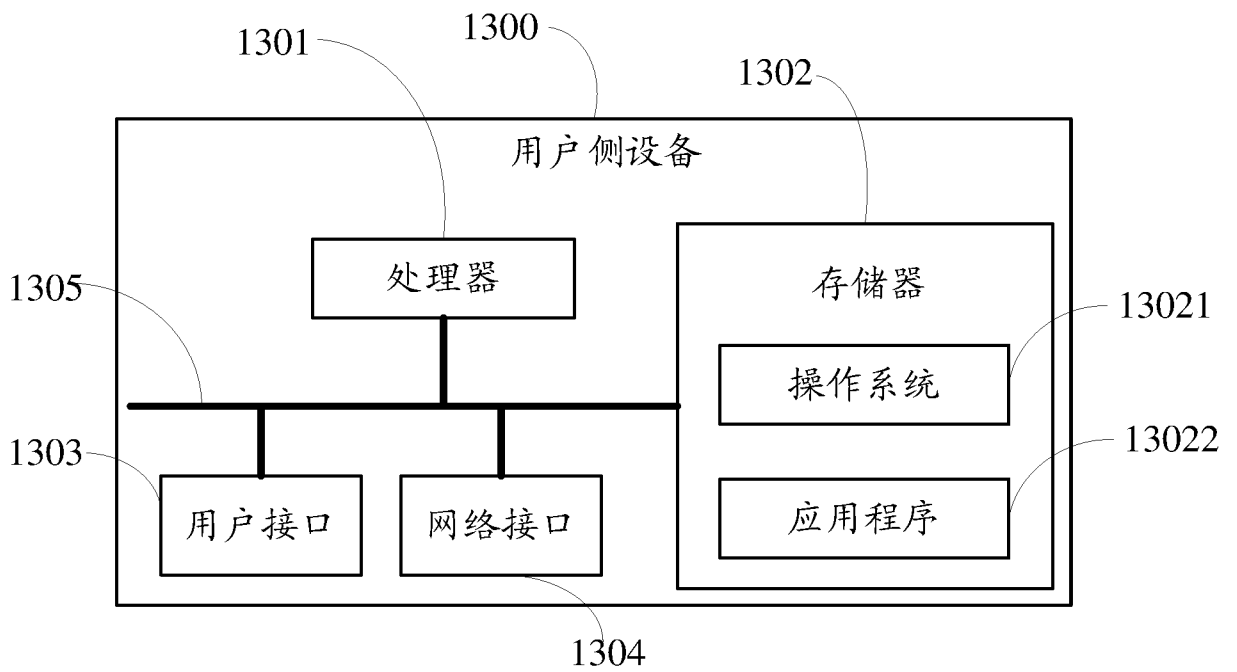 1300
1301
1302
用户侧设备
处理器
存储器
1305
13021
操作系统
1303
13022
用户接口
网络接口
应用程序
1304